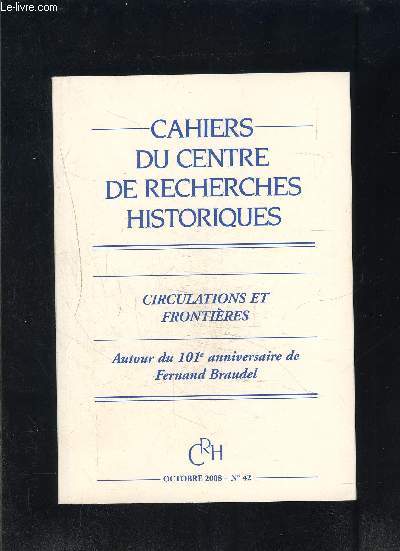 Le-livre.com
CAHIERS
DU CENTRE
DE RECHERCHES
HISTORIQUES
CIRCULATIONS ET
FRONTIÈRES
Autour du 101e anniversaire de
Fernand Braudel
CRH
OCTOBRE 2008 - N° 42